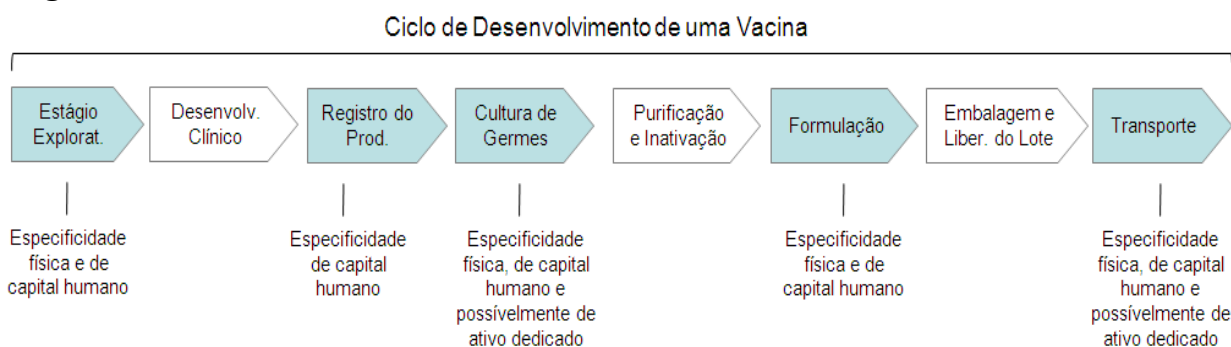 Ciclo de Desenvolvimento de uma Vacina
Estágio
Explorat.
Desenvolv.
Clínico
Registro do
Prod.
Cultura de
Germes
Purificação
e Inativação
Formulação
Embalagem e
Liber. do Lote
Transporte
Especificidade
física e de
capital humano
Especificidade
de capital
humano
Especificidade
física, de capital
humano e
possívelmente de
ativo dedicado
Especificidade
física e de
capital humano
Especificidade
física, de capital
humano e
possívelmente de
ativo dedicado